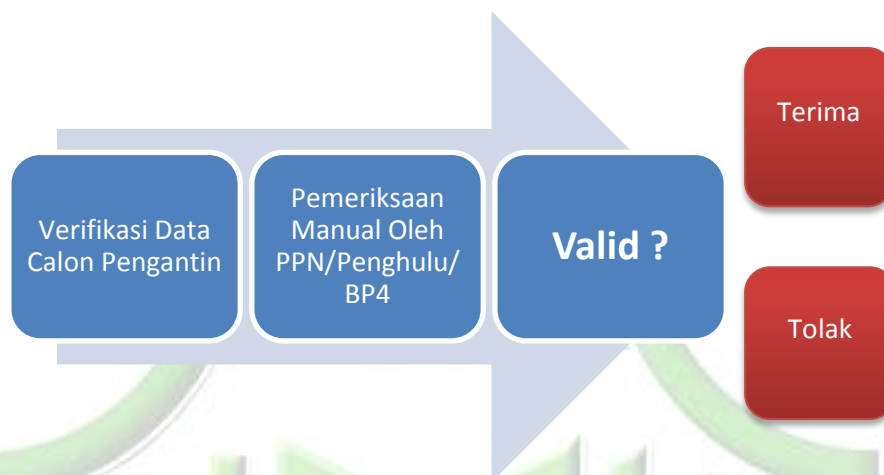 Verifikasi Data
Calon Pengantin
Pemeriksaan
Manual Oleh
PPN/Penghulu/
BP4
Valid ?
Terima
Tolak